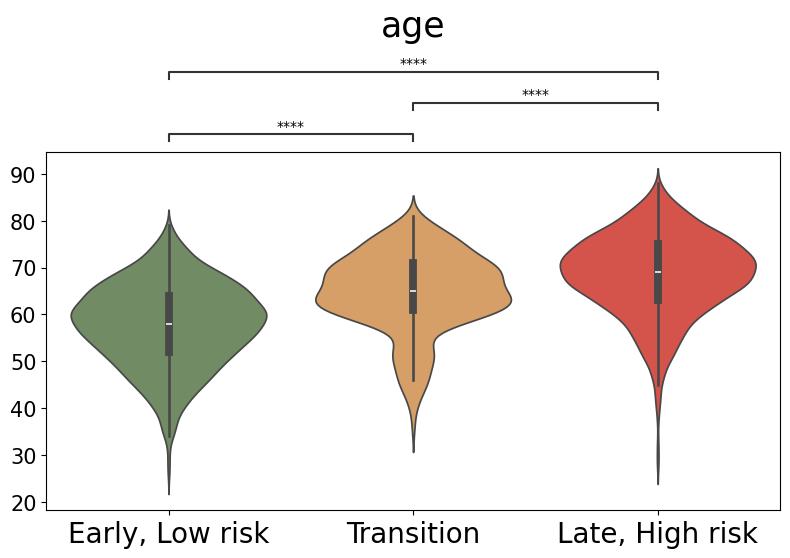 age
****
****
****
90
80
70
60
50
40
30
20
Early, Low risk
Transition
Late, High risk